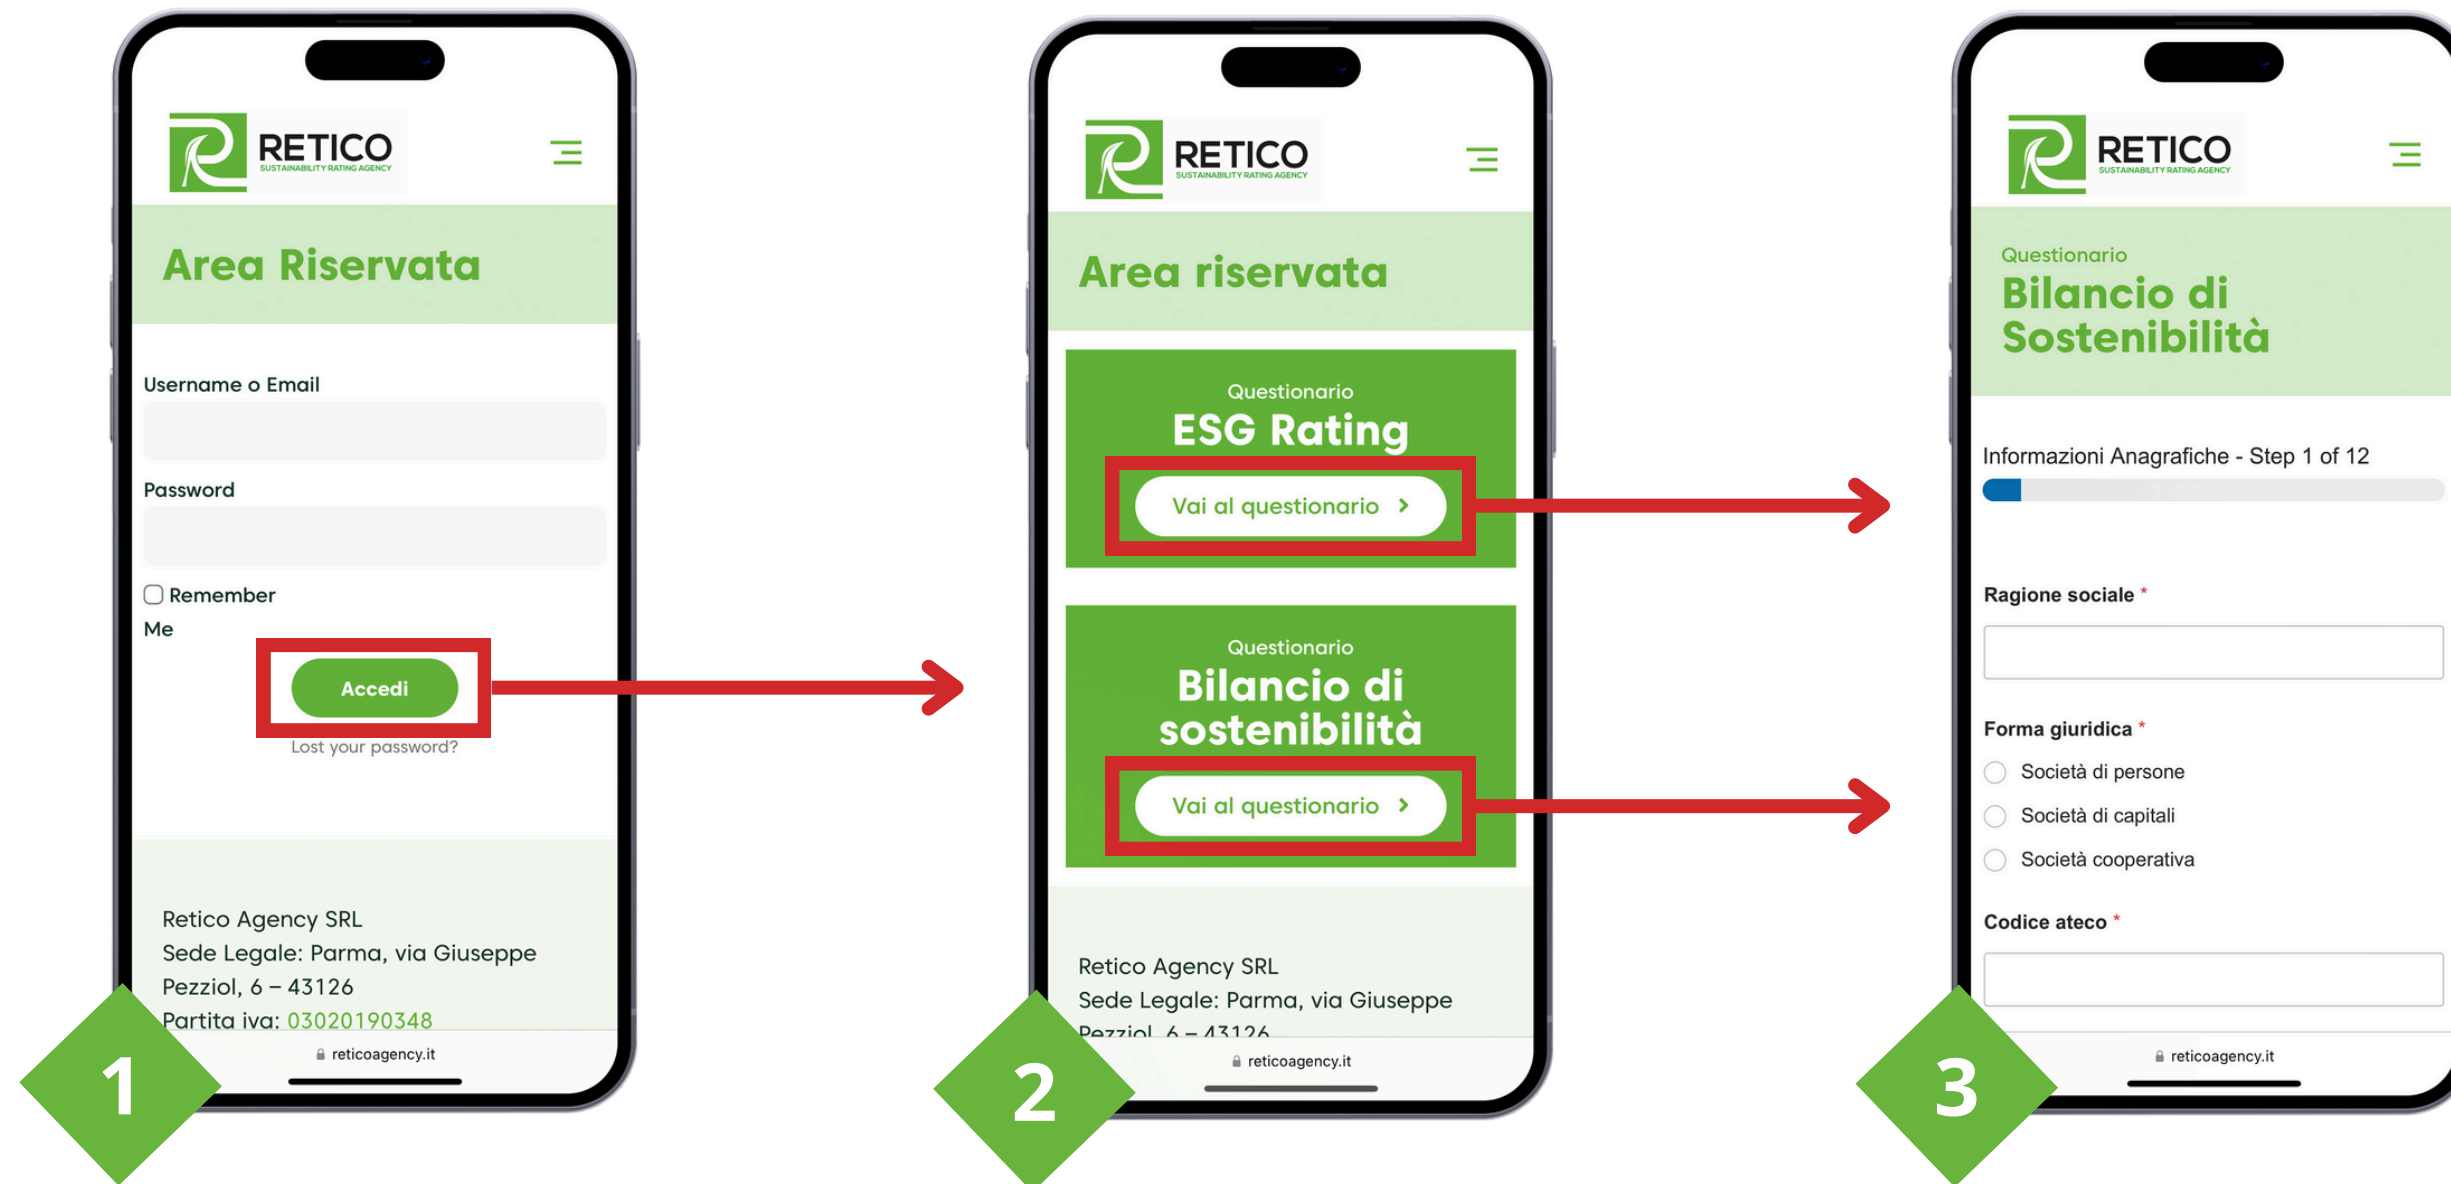 RETICO
SUSTAINABILITY RATING AGENCY
Area Riservata
Username o Email
Password
Remember
Me
Accedi
Lost your password?
Retico Agency SRL
Sede Legale: Parma, via Giuseppe
Pezziol, 6 – 43126
Partita iva: 03020190348
reticoagency.it
1
RETICO
SUSTAINABILITY RATING AGENCY
Area riservata
Questionario
ESG Rating
Vai al questionario
Questionario
Bilancio di
sostenibilità
Vai al questionario
Retico Agency SRL
Sede Legale: Parma, via Giuseppe
Pezziol, 6 – 43126
reticoagency.it
2
RETICO
SUSTAINABILITY RATING AGENCY
Questionario
Bilancio di
Sostenibilità
Informazioni Anagrafiche - Step 1 of 12
Ragione sociale *
Forma giuridica *
Società di persone
Società di capitali
Società cooperativa
Codice ateco *
reticoagency.it
3